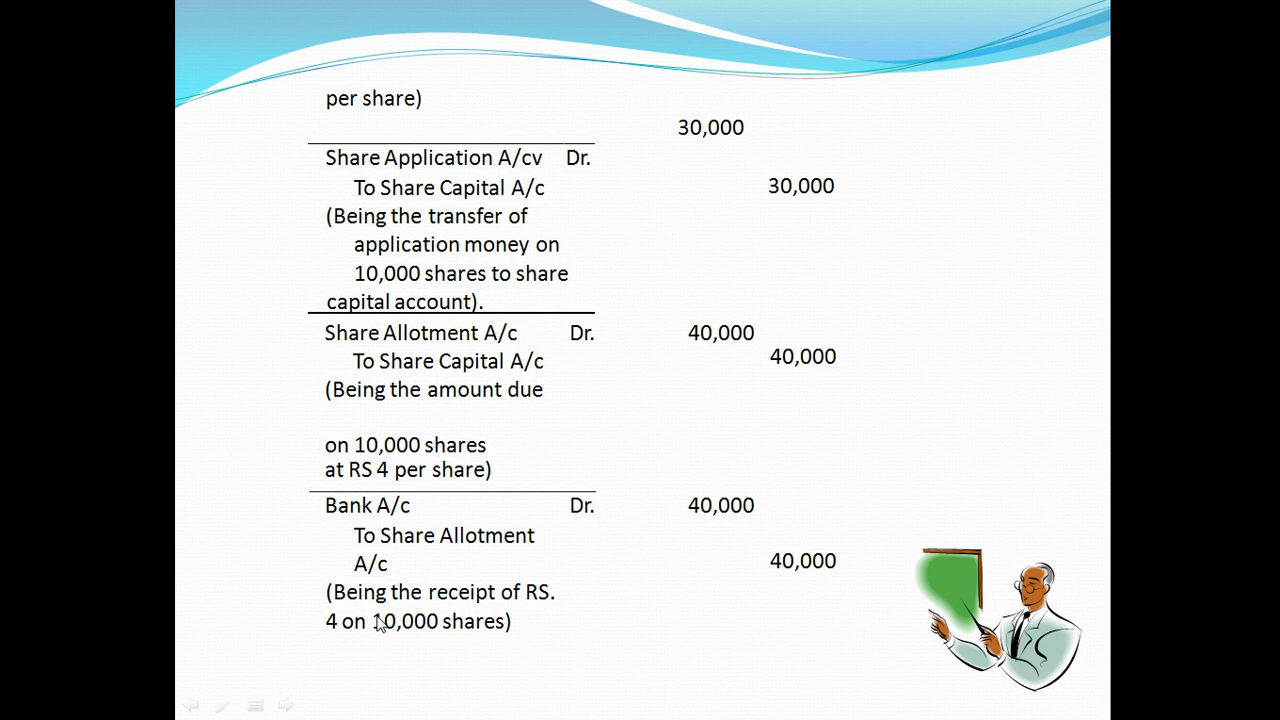 per share)
30,000
Share Application A/cv Dr.
To Share Capital A/c 30,000
(Being the transfer of
application money on
10,000 shares to share
capital account).
Share Allotment A/c Dr. 40,000
To Share Capital A/c 40,000
(Being the amount due
on 10,000 shares
at RS 4 per share)
Bank A/c Dr. 40,000
To Share Allotment
A/c 40,000
(Being the receipt of RS.
4 on 10,000 shares)